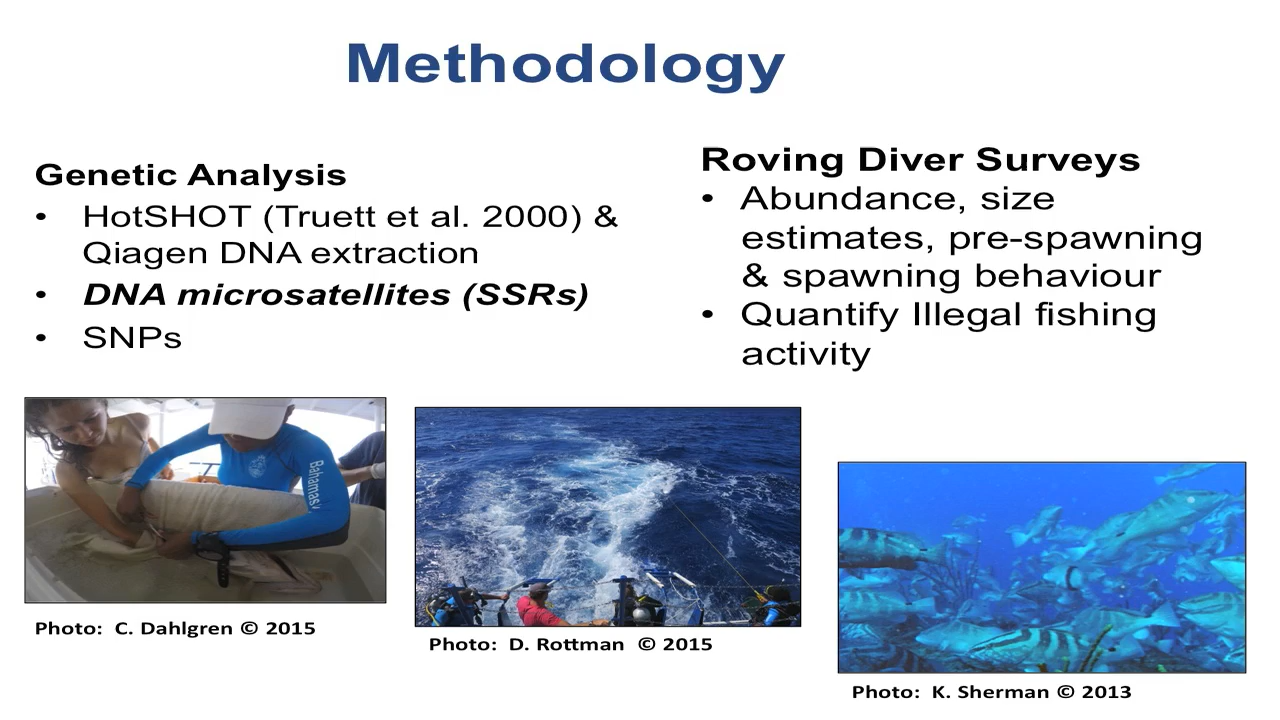 Methodology
Genetic Analysis
• HotSHOT (Truett et al. 2000) &
Qiagen DNA extraction
• DNA microsatellites (SSRs)
• SNPs
Roving Diver Surveys
• Abundance, size
estimates, pre-spawning
& spawning behaviour
• Quantify Illegal fishing
activity
Bahamas
Photo: C. Dahlgren © 2015
Photo: D. Rottman © 2015
Photo: K. Sherman © 2013